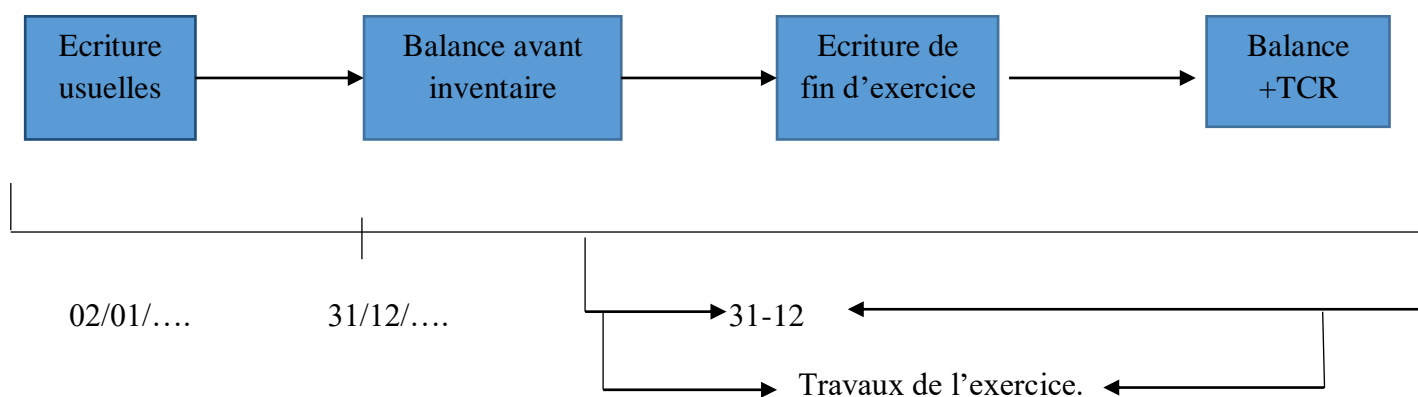 Ecriture
usuelles
Balance avant
inventaire
Ecriture de
fin d’exercice
Balance
+TCR
02/01/….
31/12/….
31-12
Travaux de l’exercice.